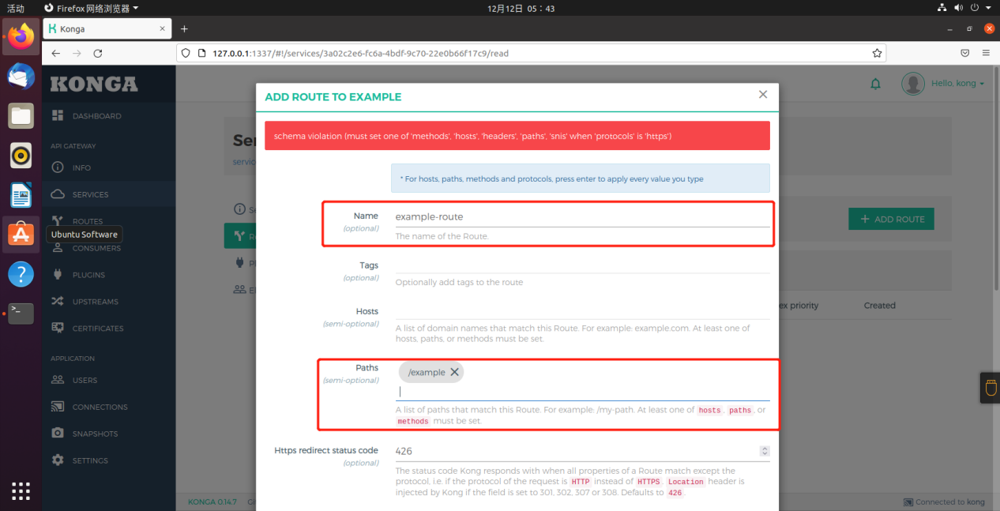 活动
Firefox 网络浏览器
12月12日 05：43
Konga
127.0.0.1:1337/#!/services/3a02c2e6-fc6a-4bdf-9c70-22e0b66f17c9/read
KONGA
Hello, kong
DASHBOARD
API GATEWAY
INFO
SERVICES
ROUTES
Ubuntu Software
CONSUMERS
PLUGINS
UPSTREAMS
CERTIFICATES
APPLICATION
USERS
CONNECTIONS
SNAPSHOTS
SETTINGS
KONGA 0.14.7
ADD ROUTE TO EXAMPLE
schema violation (must set one of 'methods', 'hosts', 'headers', 'paths', 'snis' when 'protocols' is 'https')
* For hosts, paths, methods and protocols, press enter to apply every value you type
Name
(optional)
example-route
The name of the Route.
Tags
(optional)
Optionally add tags to the route
Hosts
(semi-optional)
A list of domain names that match this Route. For example: example.com. At least one of
hosts, paths, or methods must be set.
Paths
(semi-optional)
/example
A list of paths that match this Route. For example: /my-path. At least one of hosts, paths, or
methods must be set.
Https redirect status code
(optional)
426
The status code Kong responds with when all properties of a Route match except the
protocol. i.e. if the protocol of the request is HTTP instead of HTTPS. Location header is
injected by Kong if the field is set to 301, 302, 307 or 308. Defaults to 426.
ADD ROUTE
ex priority
Created
Connected to kong